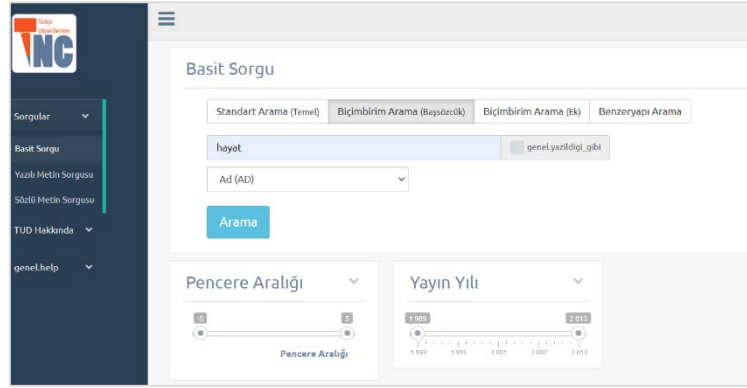 Türkçe
Ulusal Derlemi
TNC
Basit Sorgu
Sorgular
Basit Sorgu
Yazılı Metin Sorgusu
Sözlü Metin Sorgusu
TUD Hakkında
genel.help
Standart Arama (Temel) Biçimbirim Arama (Başsözcük) Biçimbirim Arama (Ek) Benzeryapı Arama
hayat genel.yazildigi_gibi
Ad (AD)
Arama
Pencere Aralığı
-5 5
Pencere Aralığı
Yayın Yılı
1 989 2 013
1 989 1 995 2 001 2 007 2 013